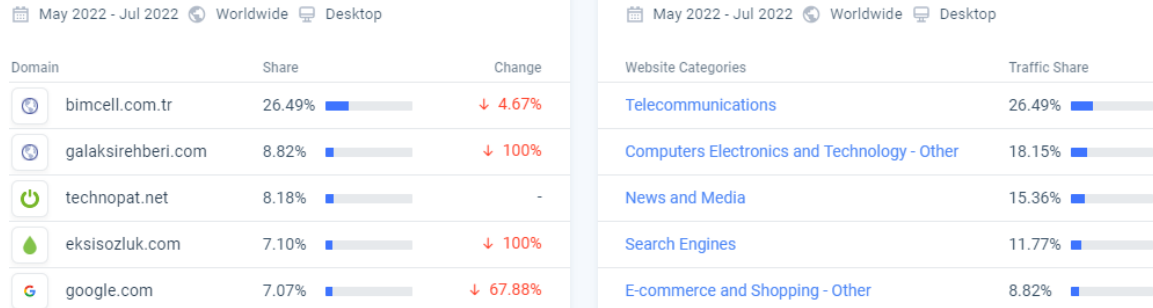 May 2022 - Jul 2022 Worldwide Desktop
Domain Share Change
bimcell.com.tr 26.49% ↓ 4.67%
galaksirehberi.com 8.82% ↓ 100%
technopat.net 8.18% -
eksisozluk.com 7.10% ↓ 100%
google.com 7.07% ↓ 67.88%
May 2022 - Jul 2022 Worldwide Desktop
Website Categories Traffic Share
Telecommunications 26.49%
Computers Electronics and Technology - Other 18.15%
News and Media 15.36%
Search Engines 11.77%
E-commerce and Shopping - Other 8.82%